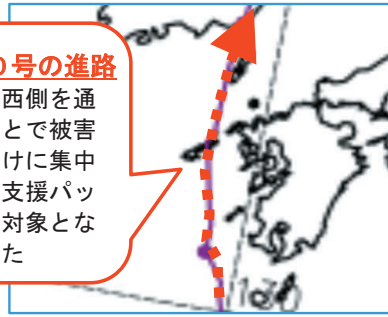 号の進路
西側を通
とで被害
けに集中
支援パッ
対象とな
た
130